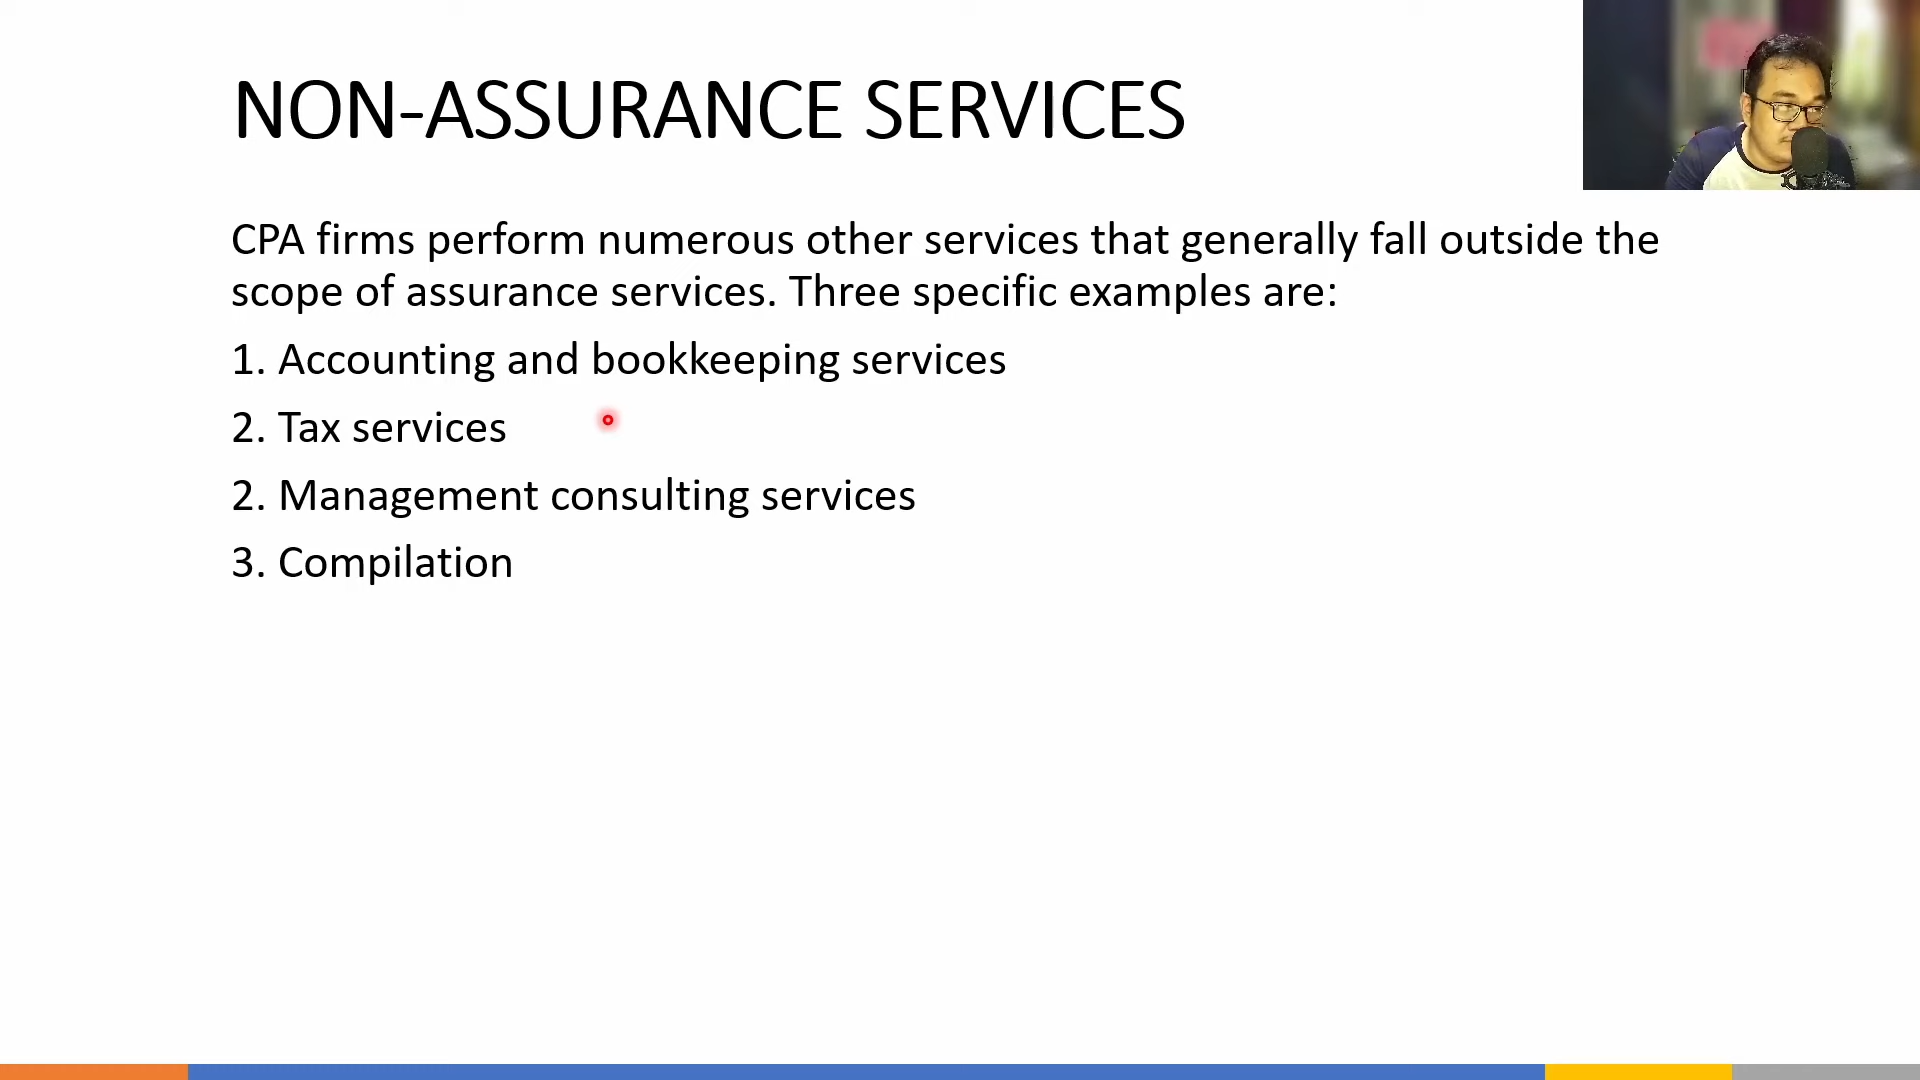 NON-ASSURANCE SERVICES
CPA firms perform numerous other services that generally fall outside the
scope of assurance services. Three specific examples are:
1. Accounting and bookkeeping services
2. Tax services
2. Management consulting services
3. Compilation